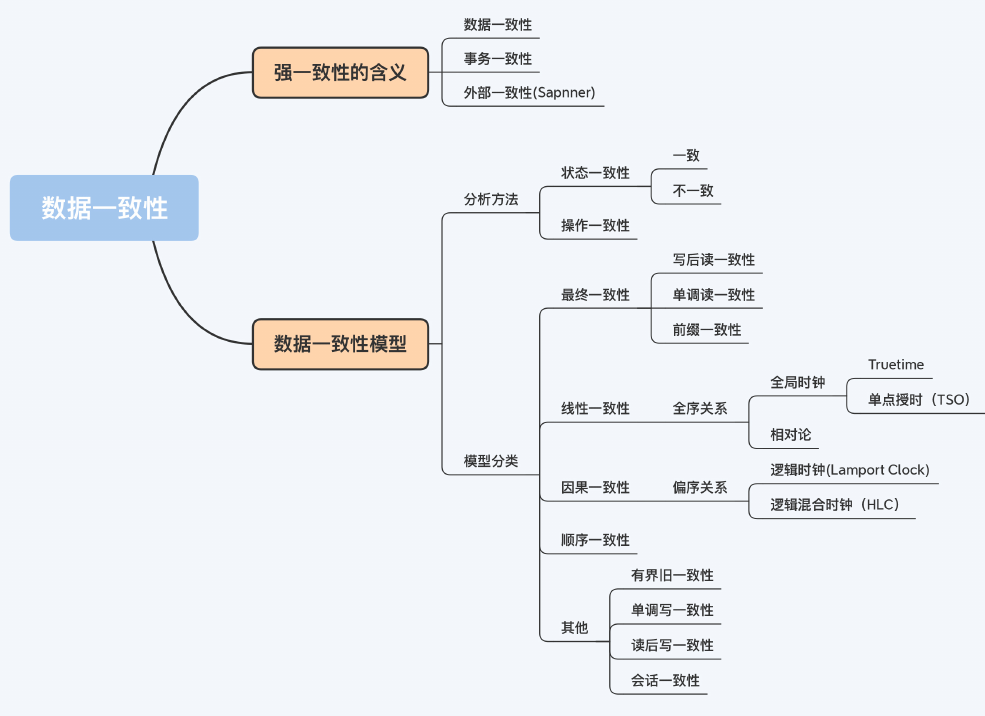 数据一致性
强一致性的含义
数据一致性
事务一致性
外部一致性(Sapnner)
数据一致性模型
分析方法
状态一致性
一致
不一致
操作一致性
模型分类
最终一致性
写后读一致性
单调读一致性
前缀一致性
线性一致性
全序关系
全局时钟
Truetime
单点授时（TSO）
相对论
因果一致性
偏序关系
逻辑时钟(Lamport Clock)
逻辑混合时钟（HLC）
顺序一致性
其他
有界旧一致性
单调写一致性
读后写一致性
会话一致性